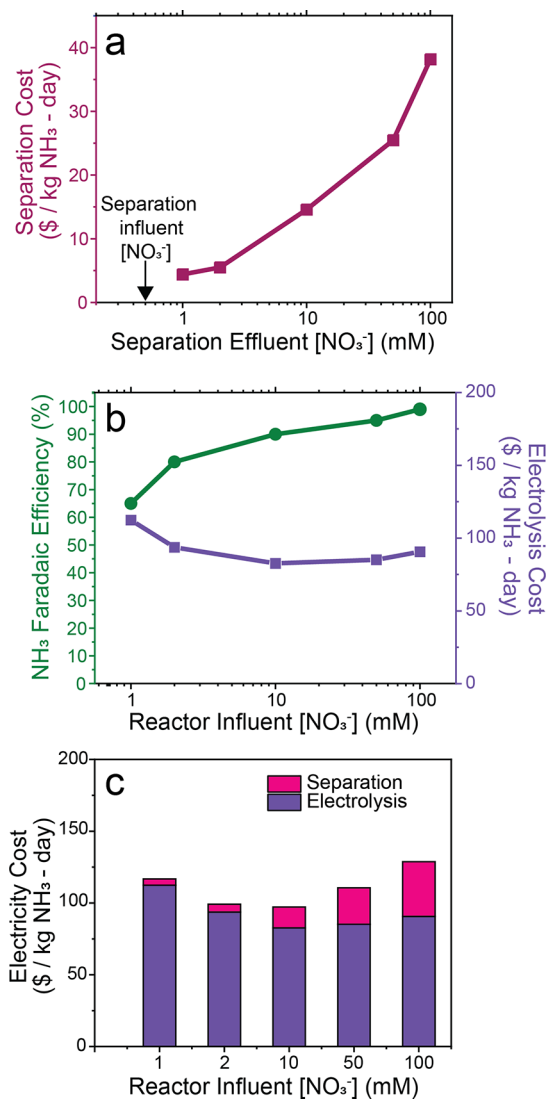 a
Separation Cost
($ / kg NH₃ - day)
40
30
20
10
0
Separation
influent
[NO₃⁻]
1
10
100
Separation Effluent [NO₃⁻] (mM)
b
NH₃ Faradaic Efficiency (%)
100
90
80
70
60
50
40
30
20
10
0
200
150
100
50
0
Electrolysis Cost
($ / kg NH₃ - day)
1
10
100
Reactor Influent [NO₃⁻] (mM)
c
Electricity Cost
($ / kg NH₃ - day)
200
150
100
50
0
Separation
Electrolysis
1
2
10
50
100
Reactor Influent [NO₃⁻] (mM)